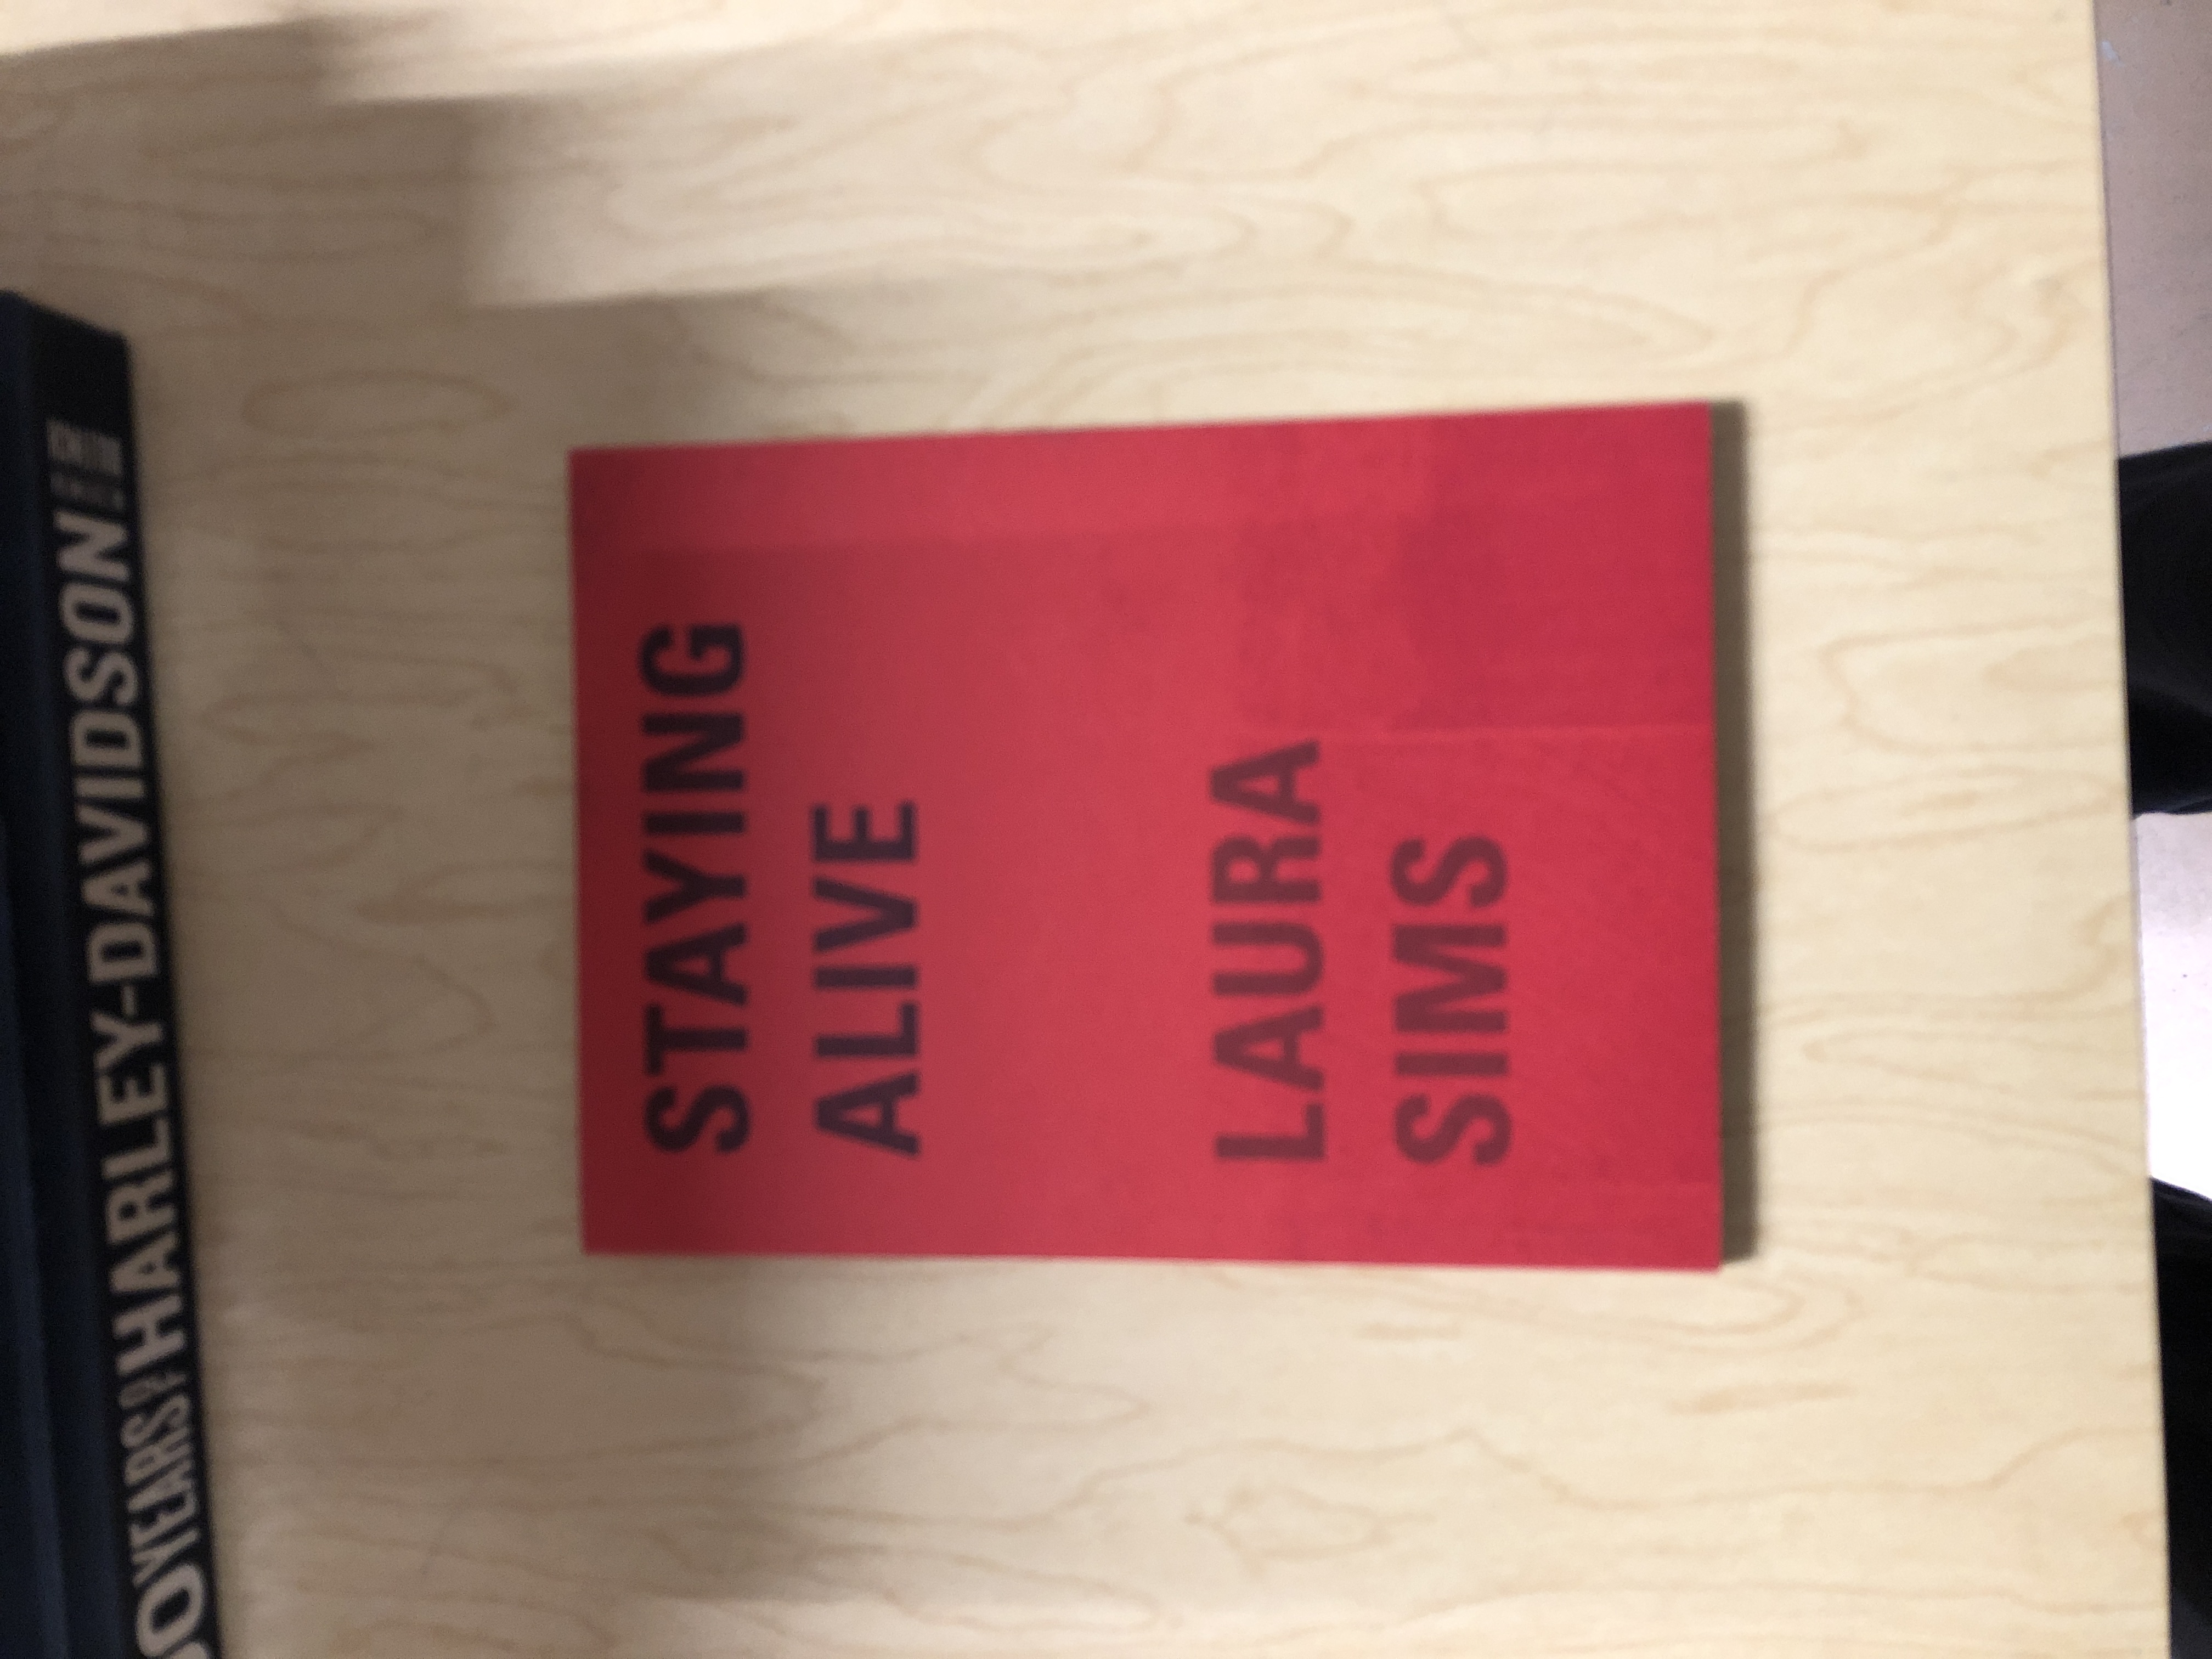 STAYING
ALIVE
LAURA
SIMS
YEARS OF HARLEY-DAVIDSON